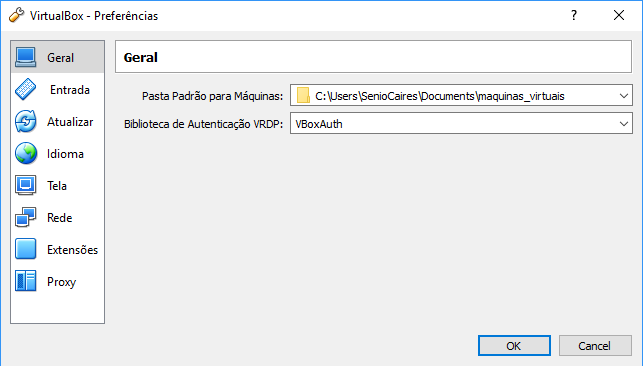 VirtualBox - Preferências
?
Geral
Entrada
Atualizar
Idioma
Tela
Rede
Extensões
Proxy
Geral
Pasta Padrão para Máquinas: C:\Users\SenioCaires\Documents\maquinas_virtuais
Biblioteca de Autenticação VRDP: VBoxAuth
OK Cancel